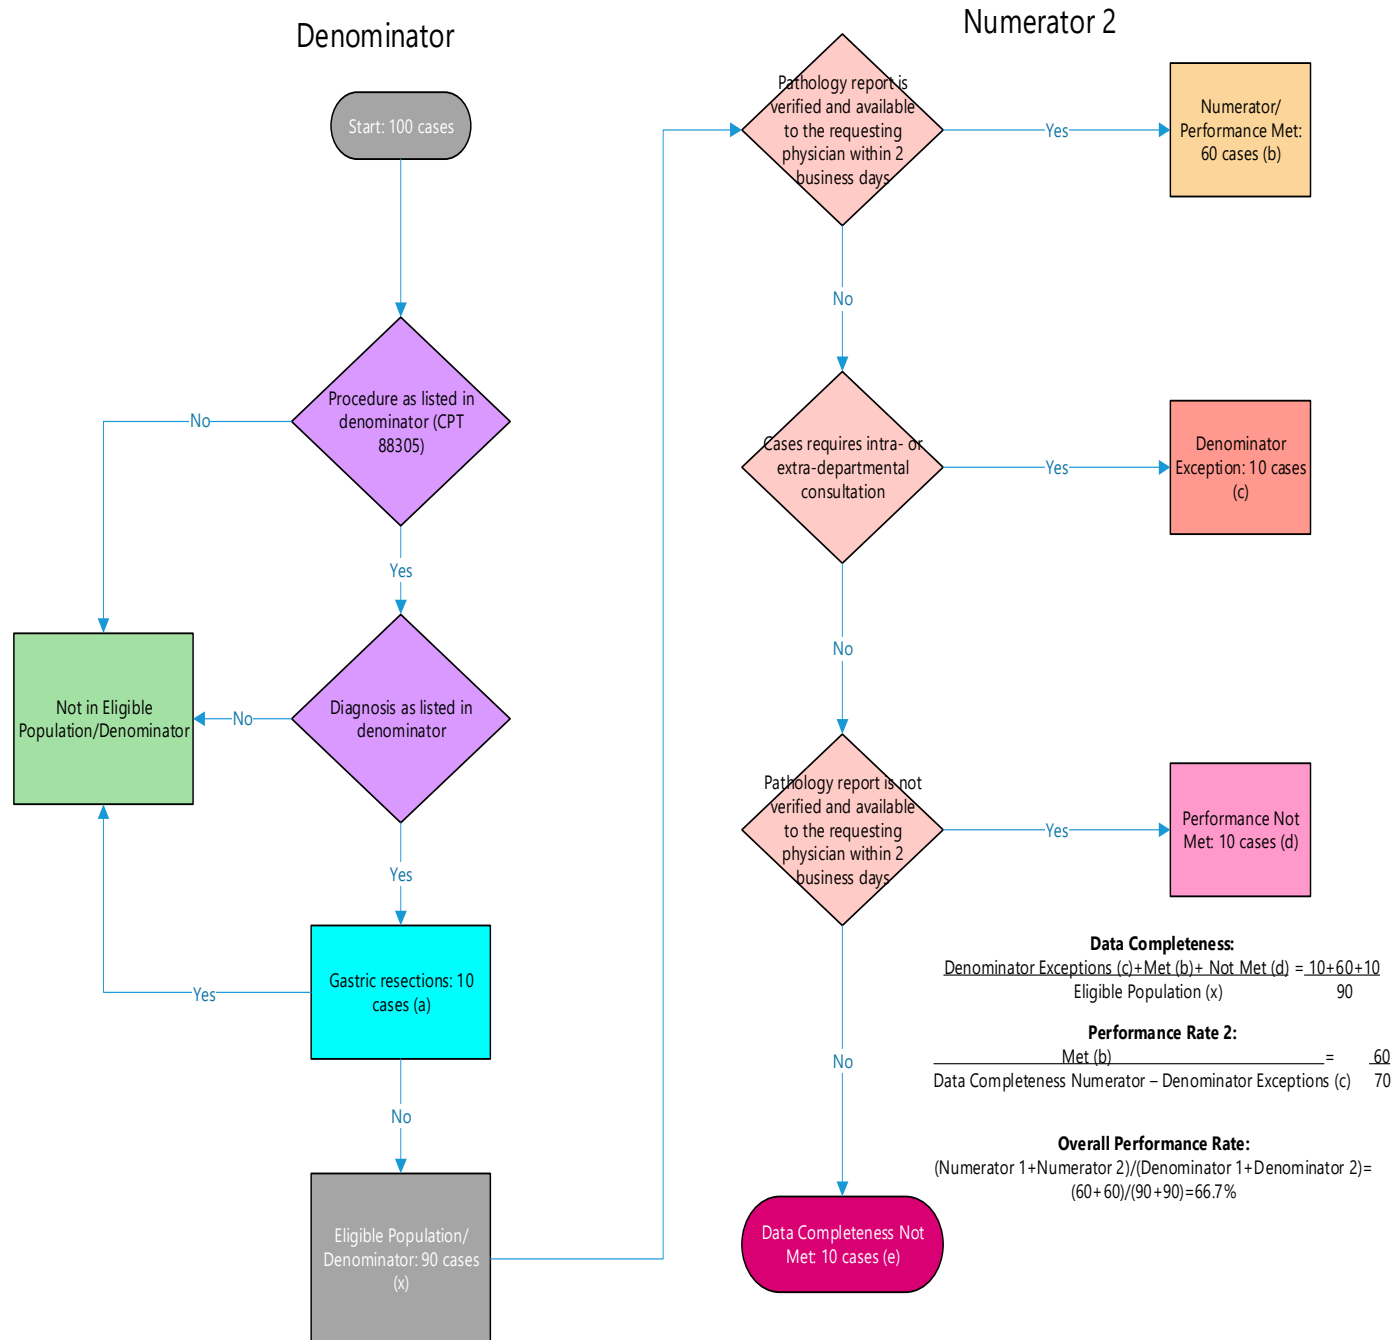 Denominator
Start: 100 cases
Procedure as listed in
denominator (CPT
88305)
No
Yes
Diagnosis as listed in
denominator
No
Not in Eligible
Population/Denominator
Yes
Gastric resections: 10
cases (a)
Yes
No
Eligible Population/
Denominator: 90 cases
(x)
Numerator 2
Pathology report is
verified and available
to the requesting
physician within 2
business days
Yes
Numerator/
Performance Met:
60 cases (b)
No
Cases requires intra- or
extra-departmental
consultation
Yes
Denominator
Exception: 10 cases
(c)
No
Pathology report is not
verified and available
to the requesting
physician within 2
business days
Yes
Performance Not
Met: 10 cases (d)
No
Data Completeness Not
Met: 10 cases (e)
Data Completeness:
Denominator Exceptions (c)+Met (b)+ Not Met (d) = 10+60+10
Eligible Population (x) 90
Performance Rate 2:
Met (b) = 60
Data Completeness Numerator – Denominator Exceptions (c) 70
Overall Performance Rate:
(Numerator 1+Numerator 2)/(Denominator 1+Denominator 2)=
(60+60)/(90+90)=66.7%